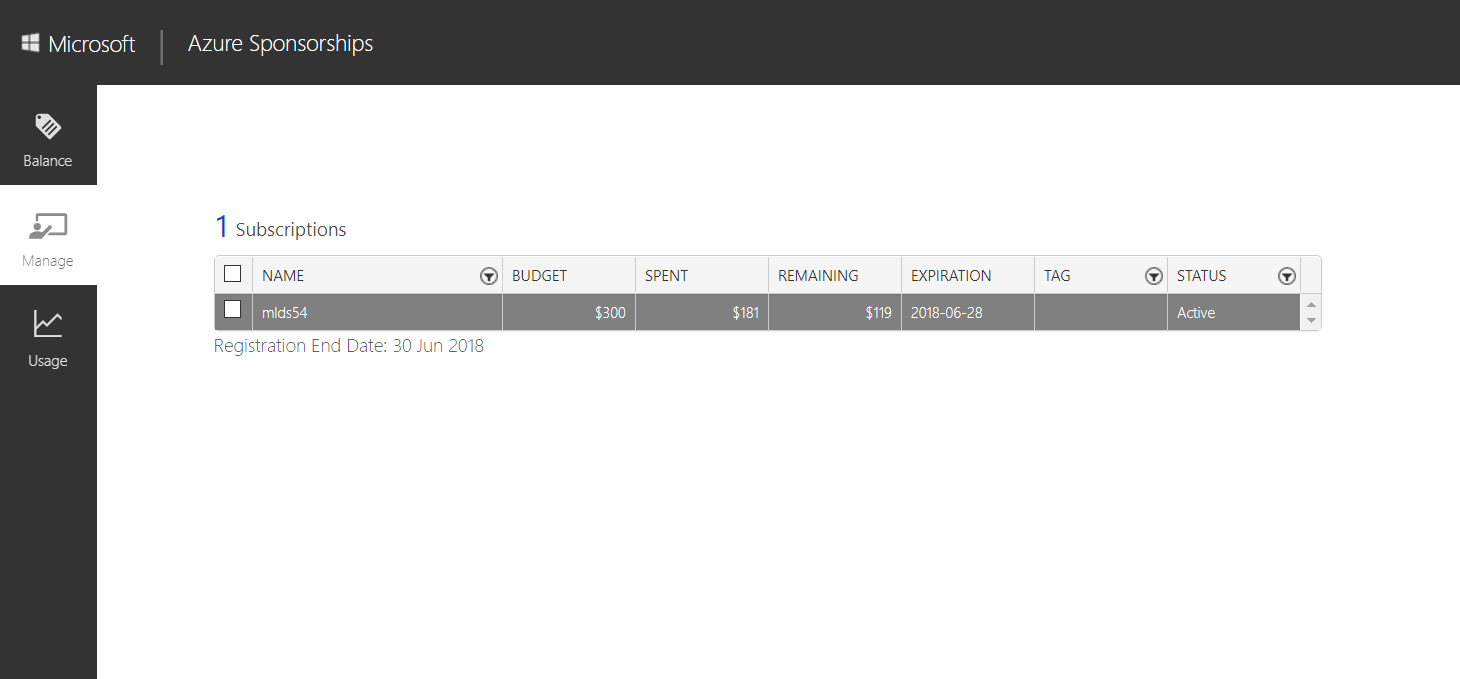 Microsoft | Azure Sponsorships
Balance
Manage
Usage
1 Subscriptions
NAME BUDGET SPENT REMAINING EXPIRATION TAG STATUS
mlds54 $300 $181 $119 2018-06-28 Active
Registration End Date: 30 Jun 2018